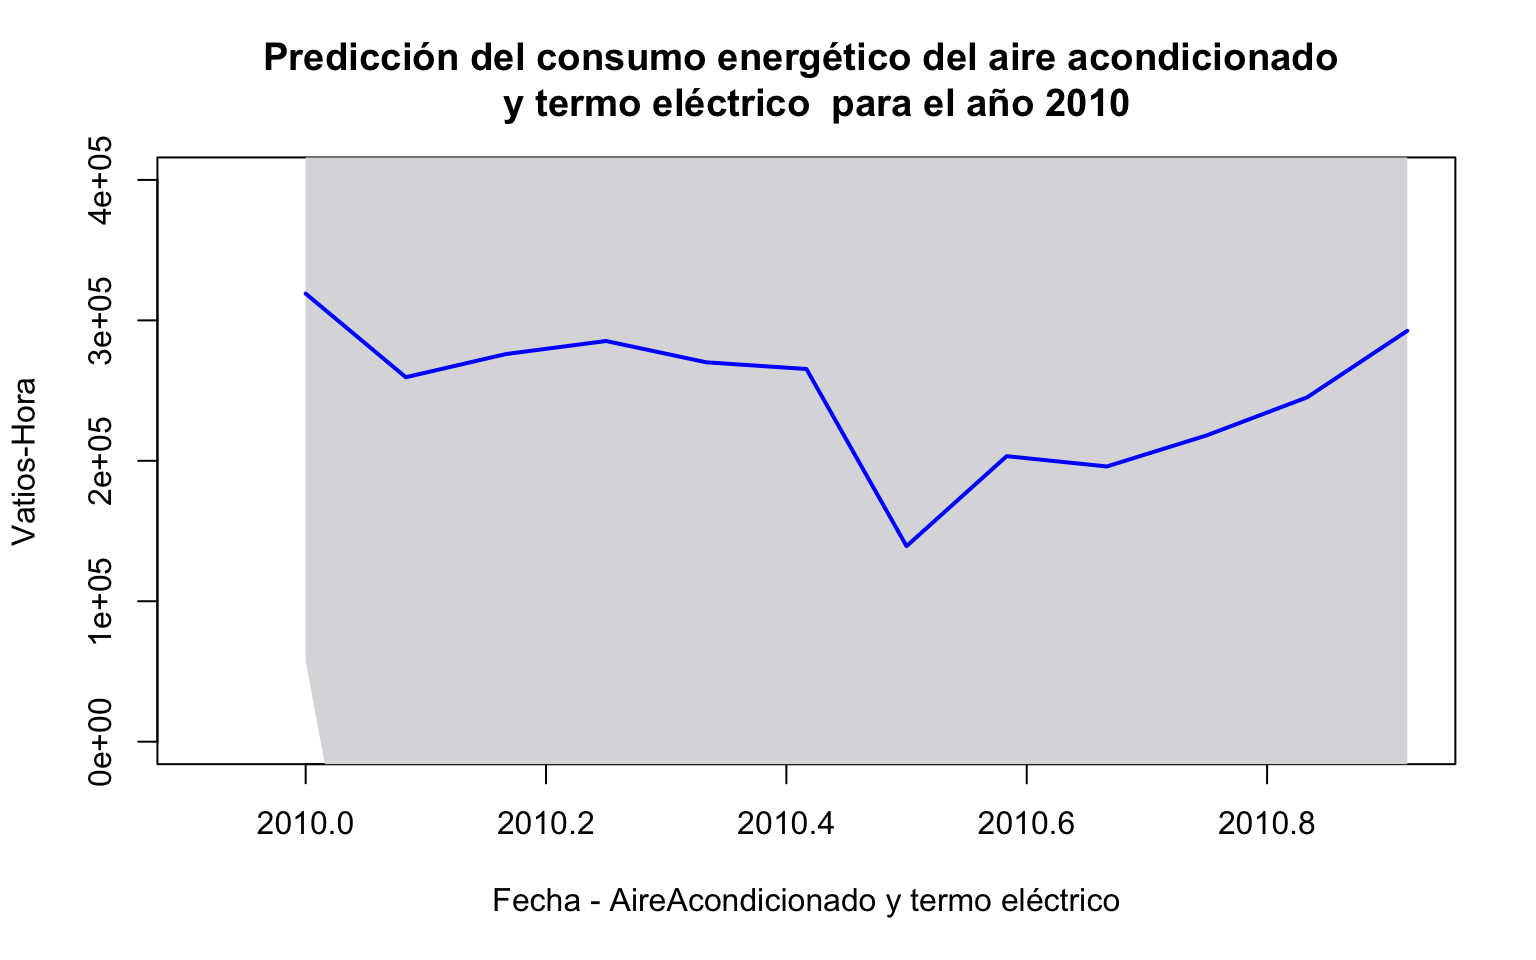 Predicción del consumo energético del aire acondicionado
y termo eléctrico  para el año 2010
Vatios-Hora
4e+05
3e+05
2e+05
1e+05
0e+00
2010.0 2010.2 2010.4 2010.6 2010.8
Fecha - AireAcondicionado y termo eléctrico